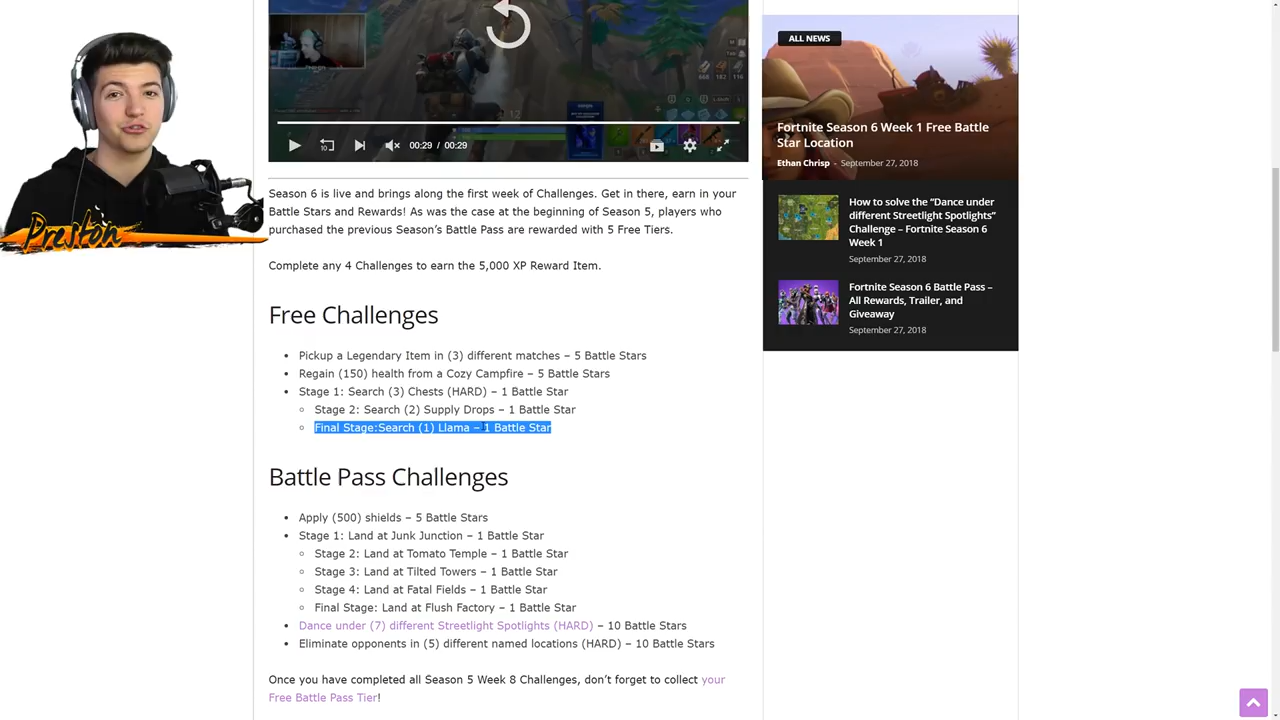 Preston
10
12
668 182 116
00:29 / 00:29
Season 6 is live and brings along the first week of Challenges. Get in there, earn in your
Battle Stars and Rewards! As was the case at the beginning of Season 5, players who
purchased the previous Season's Battle Pass are rewarded with 5 Free Tiers.
Complete any 4 Challenges to earn the 5,000 XP Reward Item.
Free Challenges
• Pickup a Legendary Item in (3) different matches – 5 Battle Stars
• Regain (150) health from a Cozy Campfire – 5 Battle Stars
• Stage 1: Search (3) Chests (HARD) – 1 Battle Star
◦ Stage 2: Search (2) Supply Drops – 1 Battle Star
◦ Final Stage:Search (1) Llama – 1 Battle Star
Battle Pass Challenges
• Apply (500) shields – 5 Battle Stars
• Stage 1: Land at Junk Junction – 1 Battle Star
◦ Stage 2: Land at Tomato Temple – 1 Battle Star
◦ Stage 3: Land at Tilted Towers – 1 Battle Star
◦ Stage 4: Land at Fatal Fields – 1 Battle Star
◦ Final Stage: Land at Flush Factory – 1 Battle Star
• Dance under (7) different Streetlight Spotlights (HARD) – 10 Battle Stars
• Eliminate opponents in (5) different named locations (HARD) – 10 Battle Stars
Once you have completed all Season 5 Week 8 Challenges, don't forget to collect your
Free Battle Pass Tier!
ALL NEWS
Fortnite Season 6 Week 1 Free Battle
Star Location
Ethan Chrisp - September 27, 2018
How to solve the “Dance under
different Streetlight Spotlights”
Challenge – Fortnite Season 6
Week 1
September 27, 2018
Fortnite Season 6 Battle Pass –
All Rewards, Trailer, and
Giveaway
September 27, 2018